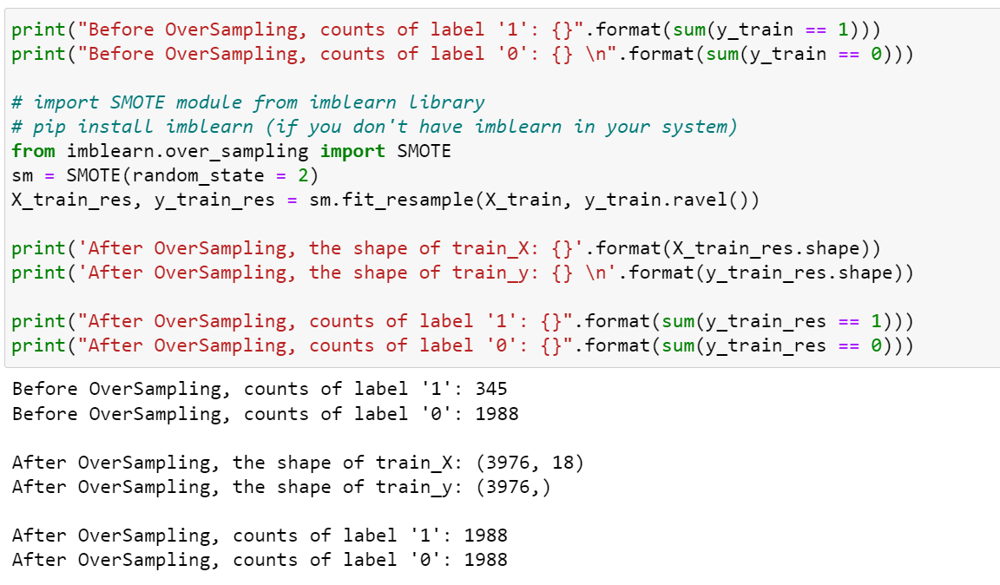 print("Before OverSampling, counts of label '1': {}".format(sum(y_train == 1)))
print("Before OverSampling, counts of label '0': {} \n".format(sum(y_train == 0)))
# import SMOTE module from imblearn library
# pip install imblearn (if you don't have imblearn in your system)
from imblearn.over_sampling import SMOTE
sm = SMOTE(random_state = 2)
X_train_res, y_train_res = sm.fit_resample(X_train, y_train.ravel())
print('After OverSampling, the shape of train_X: {}'.format(X_train_res.shape))
print('After OverSampling, the shape of train_y: {} \n'.format(y_train_res.shape))
print("After OverSampling, counts of label '1': {}".format(sum(y_train_res == 1)))
print("After OverSampling, counts of label '0': {}".format(sum(y_train_res == 0)))
Before OverSampling, counts of label '1': 345
Before OverSampling, counts of label '0': 1988
After OverSampling, the shape of train_X: (3976, 18)
After OverSampling, the shape of train_y: (3976,)
After OverSampling, counts of label '1': 1988
After OverSampling, counts of label '0': 1988